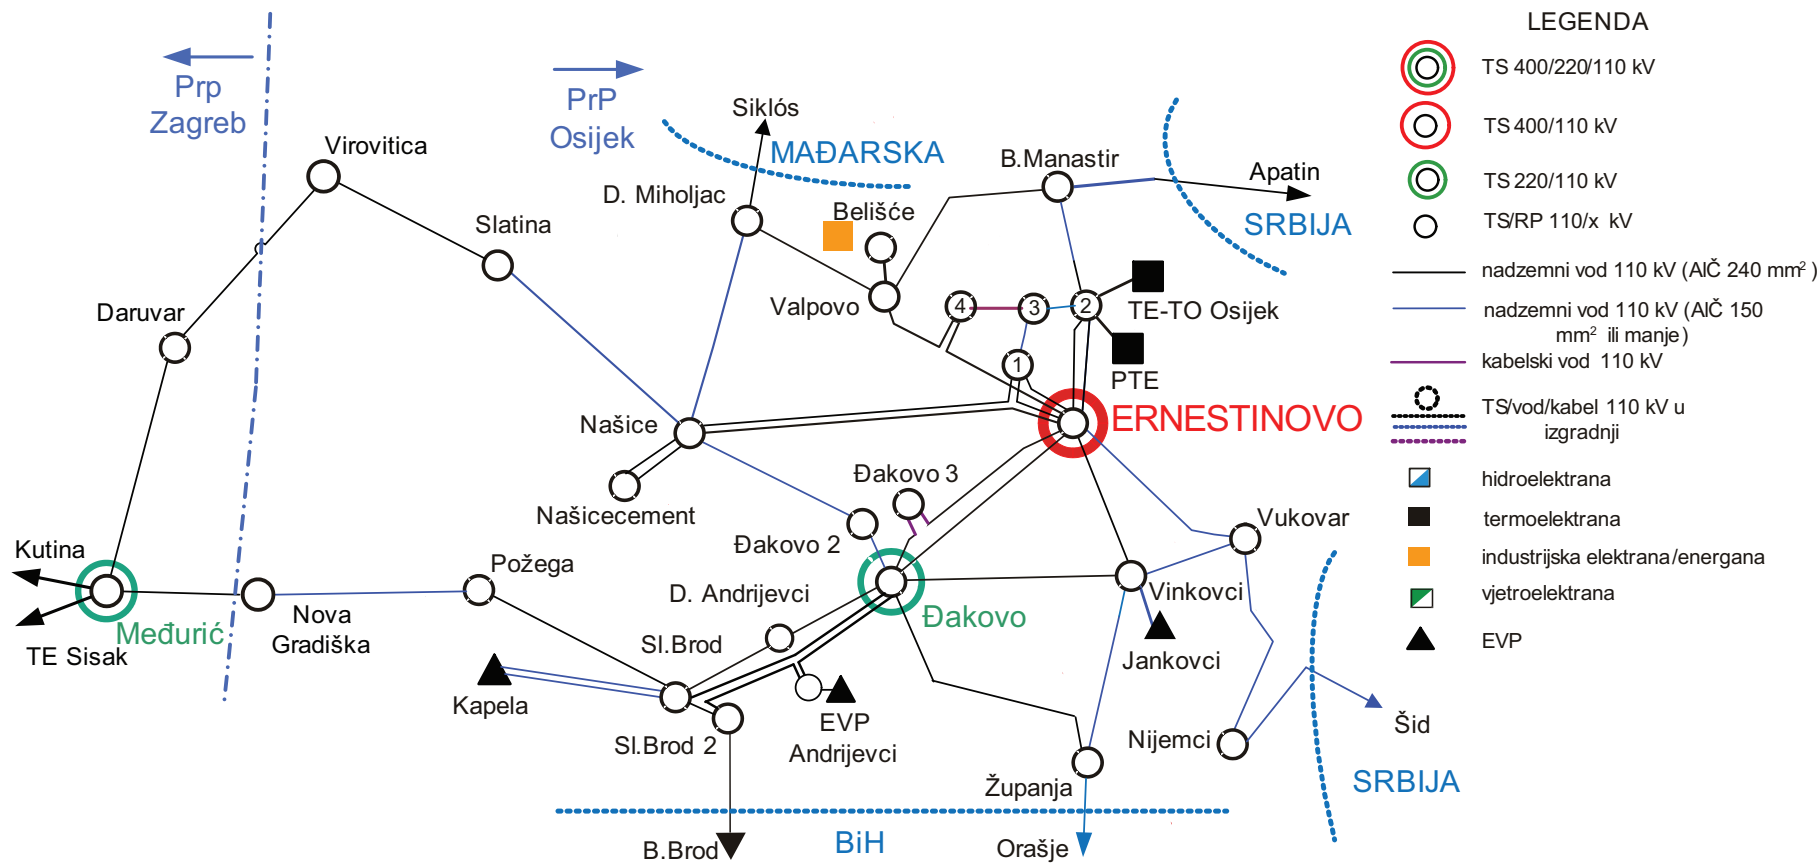 LEGENDA
TS 400/220/110 kV
TS 400/110 kV
TS 220/110 kV
TS/RP 110/x kV
nadzemni vod 110 kV (AlČ 240 mm²)
nadzemni vod 110 kV (AlČ 150
mm² ili manje)
kabelski vod 110 kV
TS/vod/kabel 110 kV u
izgradnji
hidroelektrana
termoelektrana
industrijska elektrana/energana
vjetroelektrana
EVP
Prp
Zagreb
PrP
Osijek
Siklós
MAĐARSKA
Virovitica
B.Manastir
Apatin
SRBIJA
D. Miholjac
Belišće
Slatina
Valpovo
Daruvar
4
3
2
1
TE-TO Osijek
PTE
ERNESTINOVO
Našice
Našicecement
Đakovo 3
Đakovo 2
Vukovar
Kutina
Požega
D. Andrijevci
Vinkovci
Međurić
Nova
Gradiška
TE Sisak
Sl.Brod
Đakovo
Jankovci
Kapela
Sl.Brod 2
EVP
Andrijevci
Nijemci
Šid
Županja
SRBIJA
B.Brod
BiH
Orašje